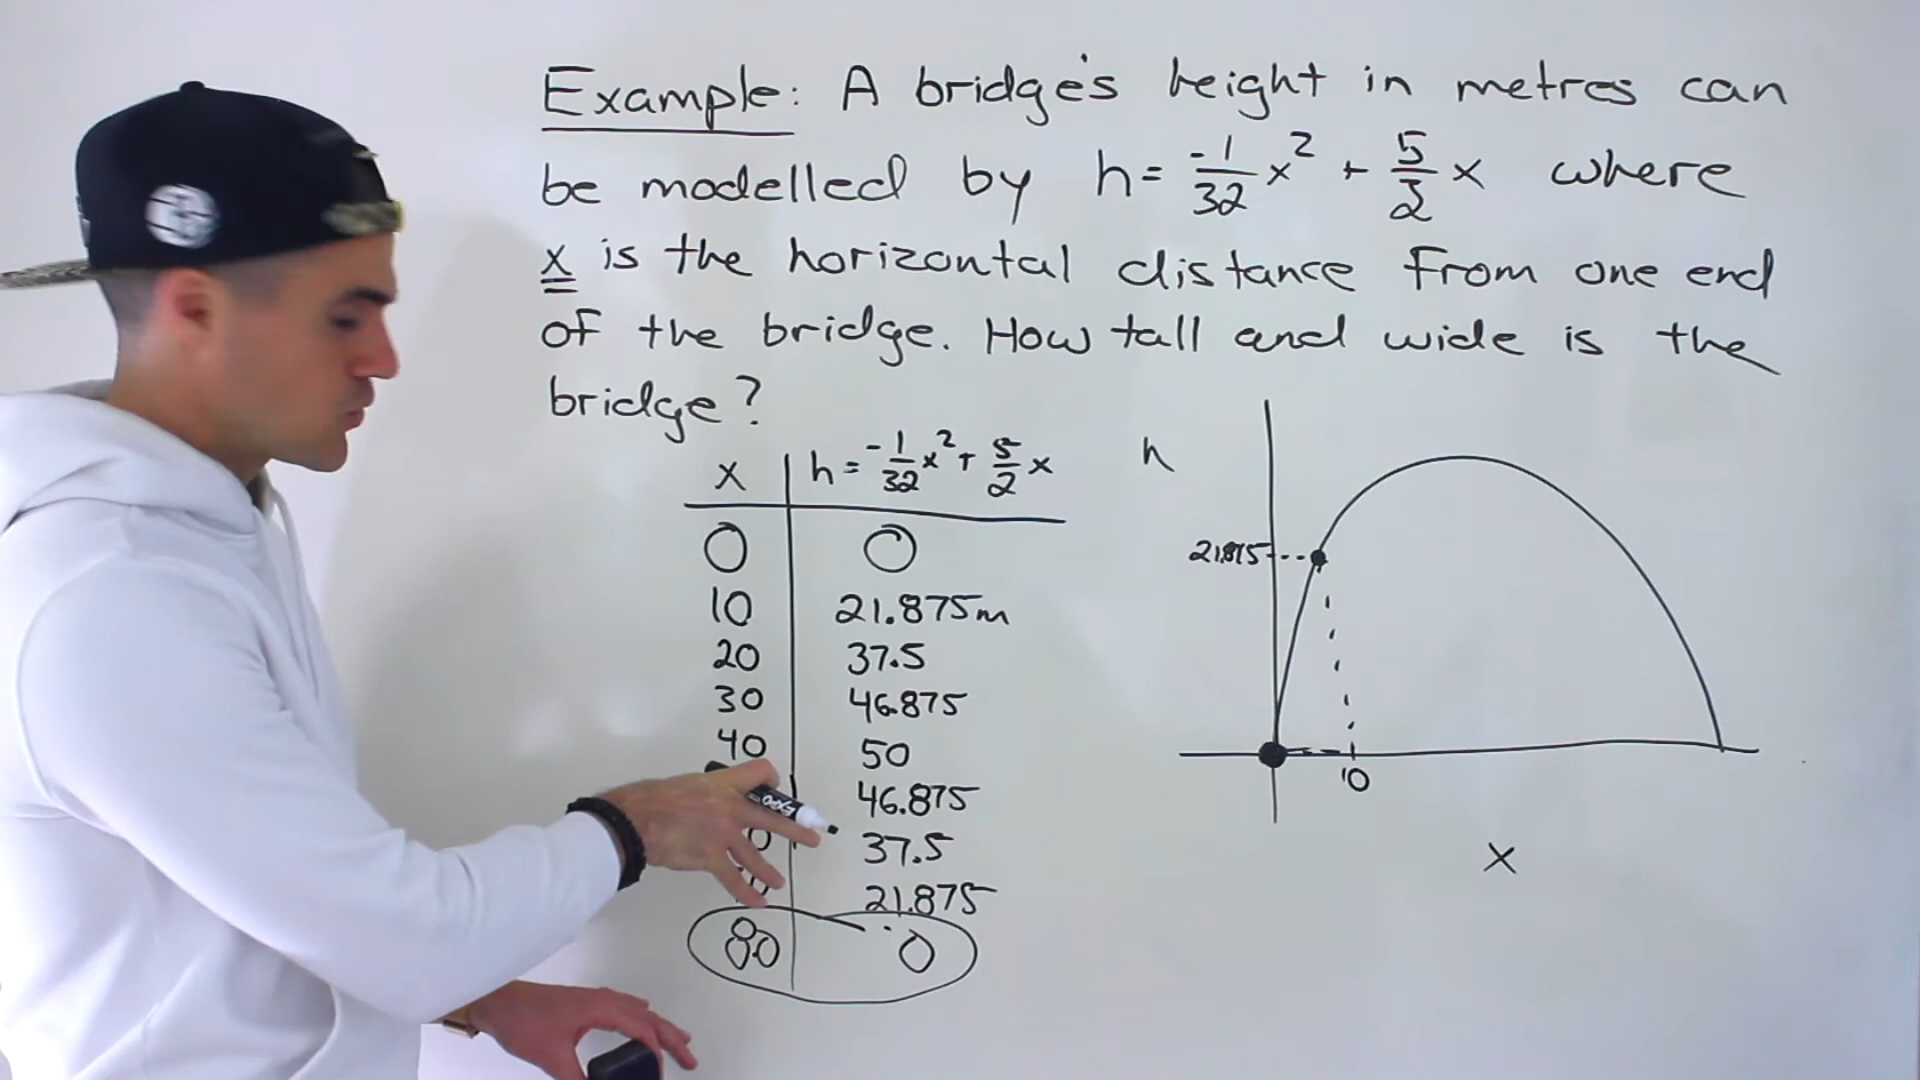 Example: A bridge's height in metres can
be modelled by h = -1/32 x² + 5/2 x where
x is the horizontal distance from one end
of the bridge. How tall and wide is the
bridge?
x h = -1/32 x² + 5/2 x
0 0
10 21.875m
20 37.5
30 46.875
40 50
46.875
37.5
21.875
80 0
h
21.875
10
x
EXPO